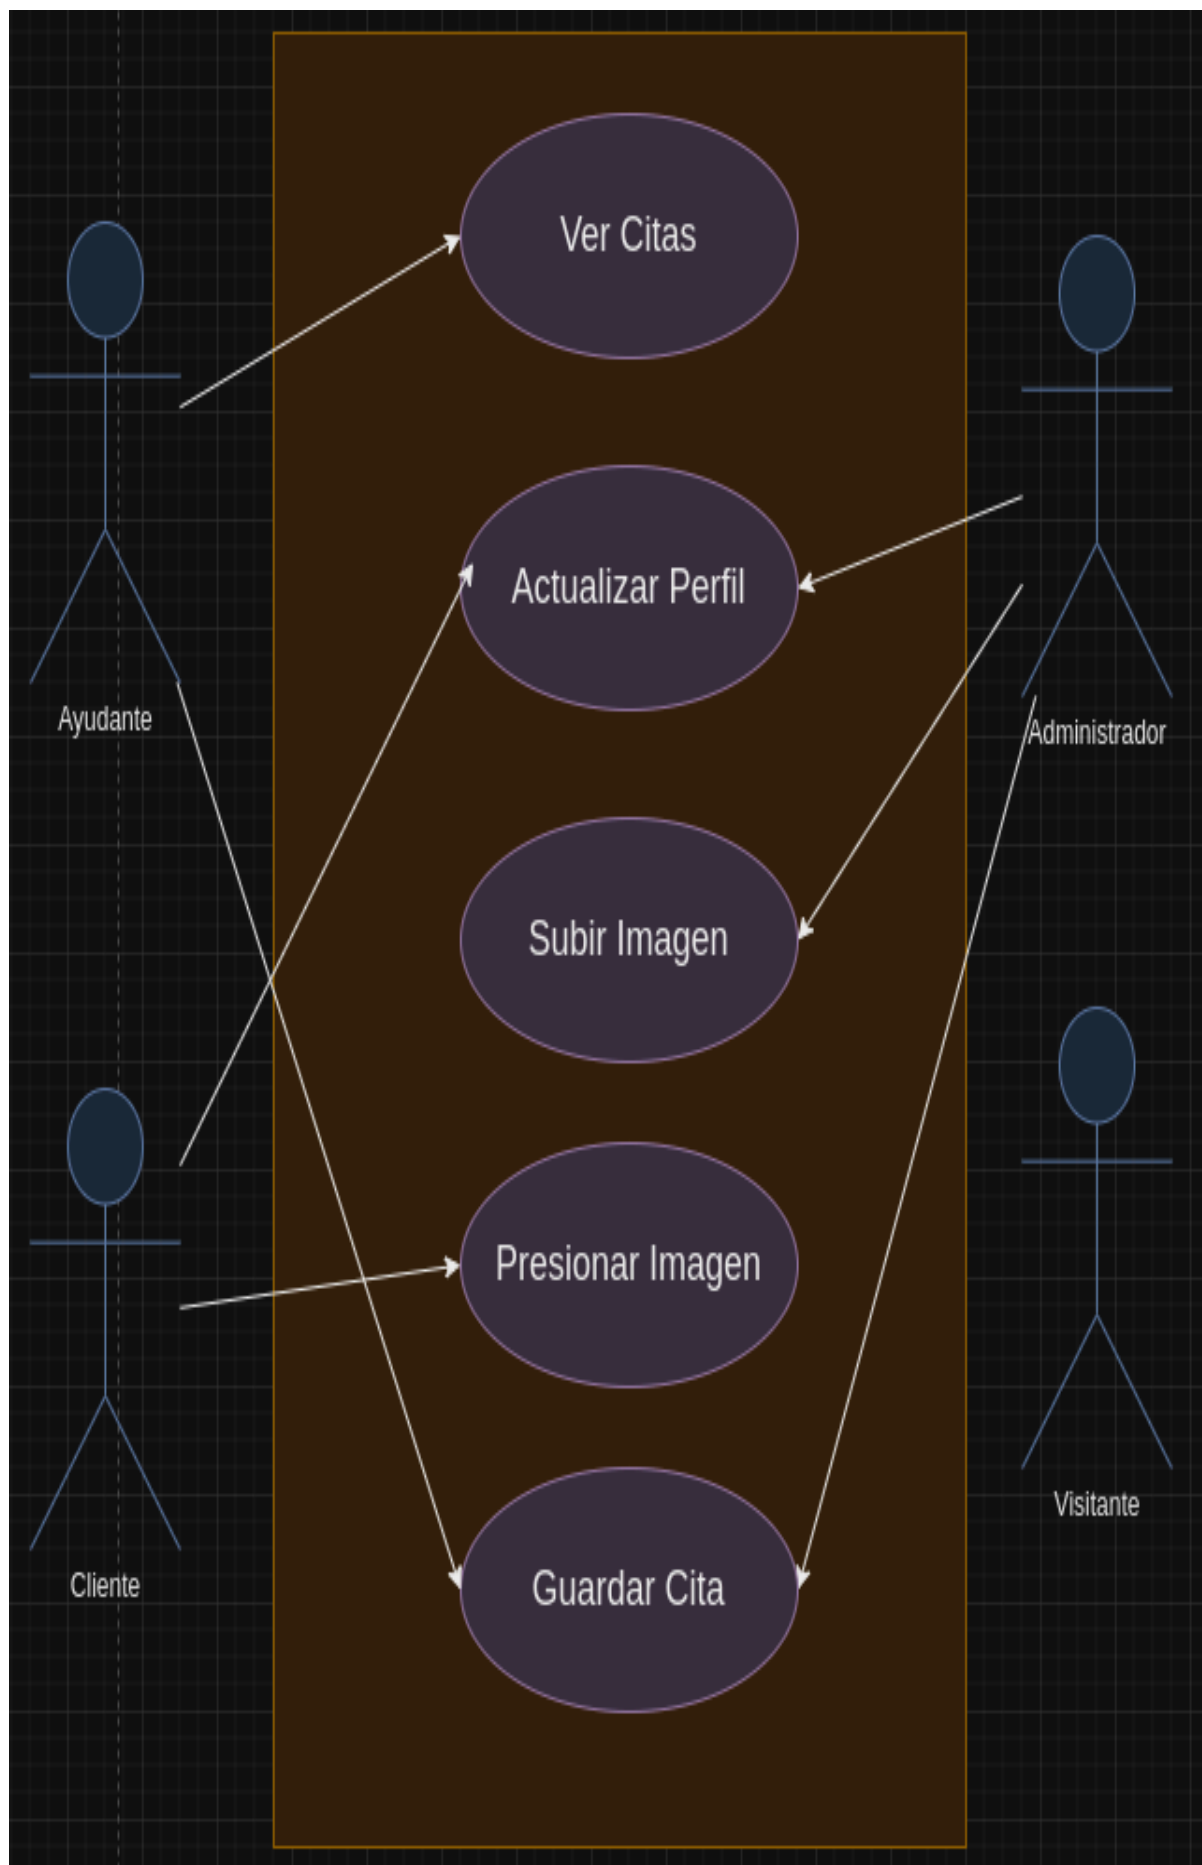 Ver Citas
Actualizar Perfil
Ayudante
Administrador
Subir Imagen
Presionar Imagen
Visitante
Cliente
Guardar Cita